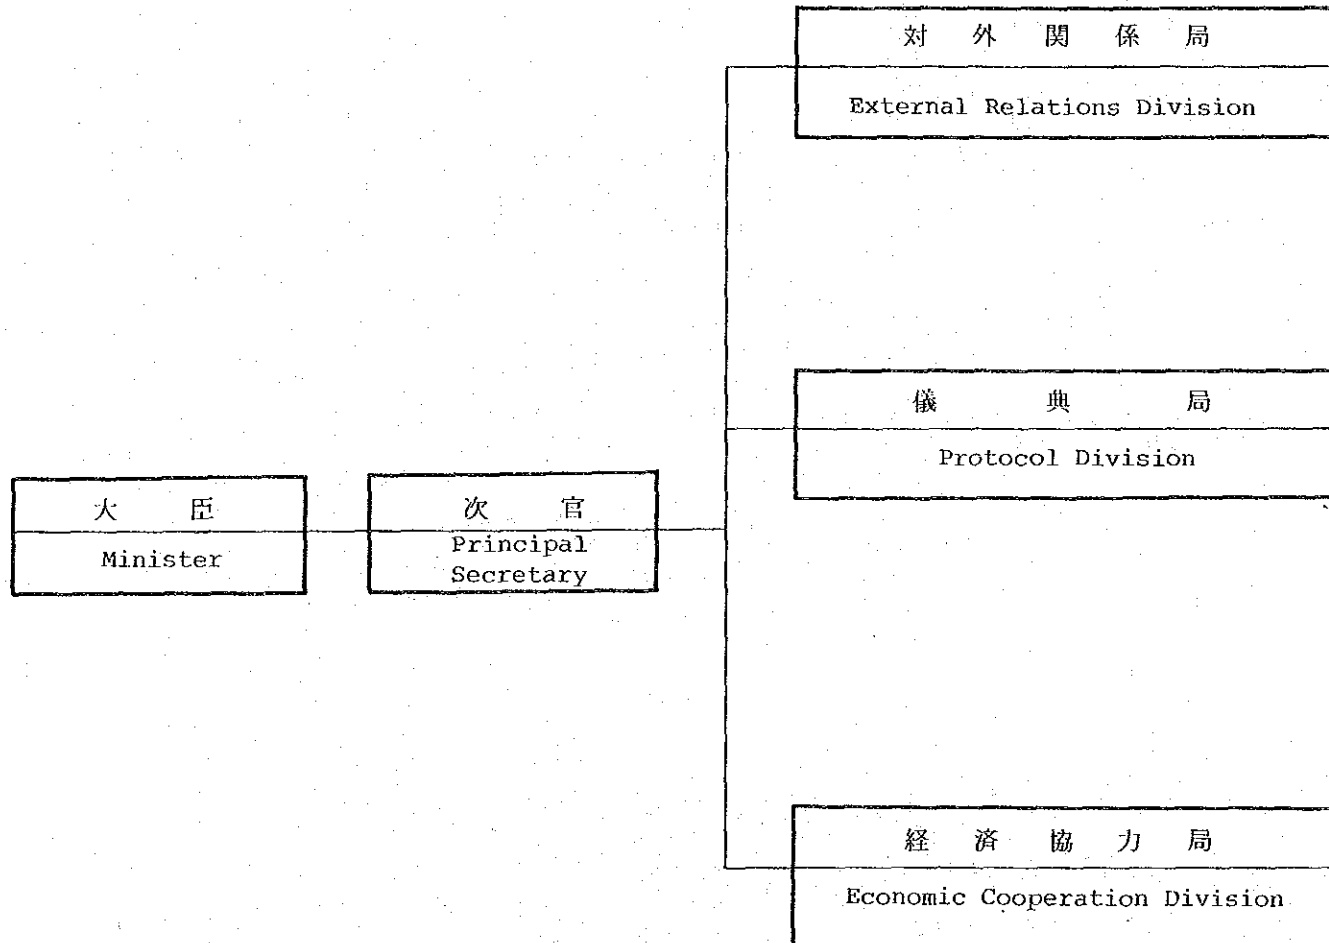 対外関係局
External Relations Division
儀典局
Protocol Division
大臣
Minister
次官
Principal
Secretary
経済協力局
Economic Cooperation Division